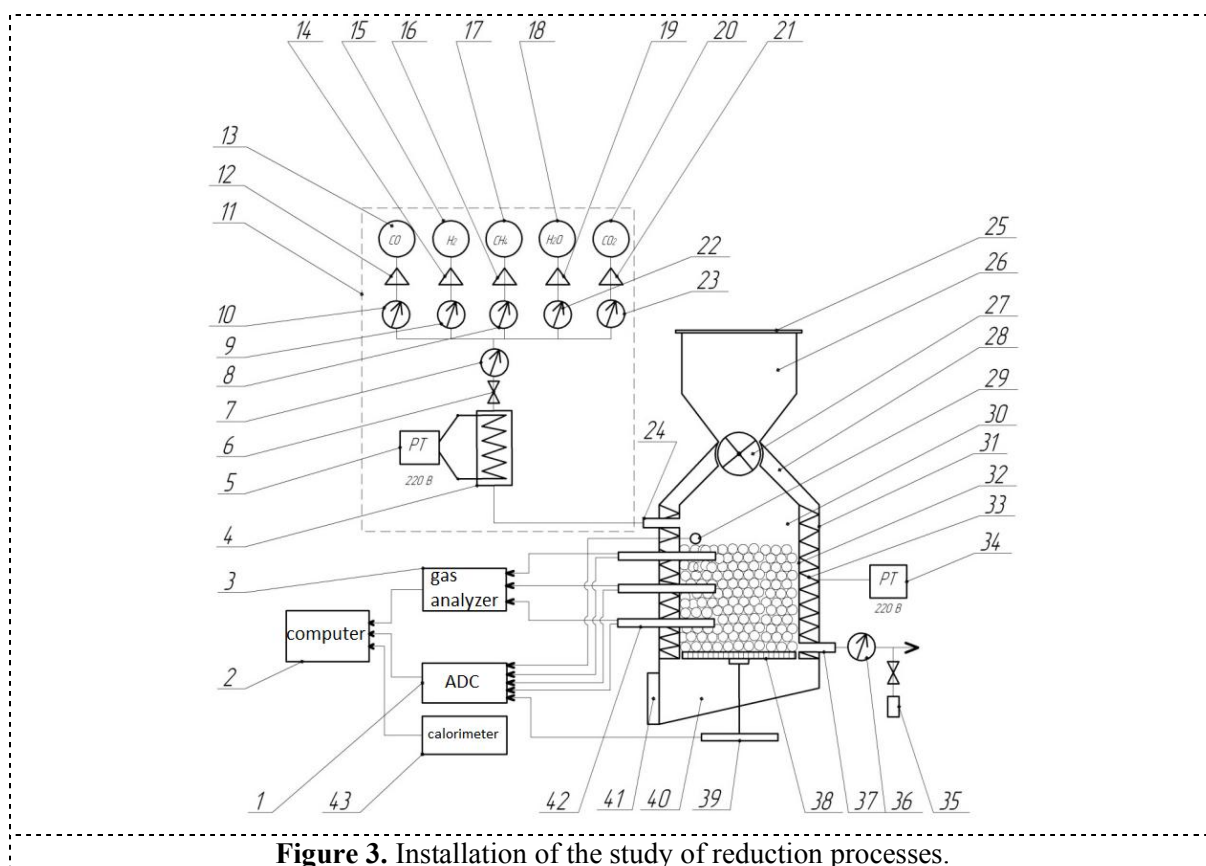 14 15 16 17 18 19 20 21
13
12
11
CO H2 CH4 H2O CO2
22
23
10
9
8
7
6
5
4
PT
220 В
24
25
26
27
28
29
30
31
32
33
34
PT
220 В
3
gas
analyzer
computer
2
ADC
calorimeter
1 43 42 41 40 39 38 37 36 35
Figure 3. Installation of the study of reduction processes.